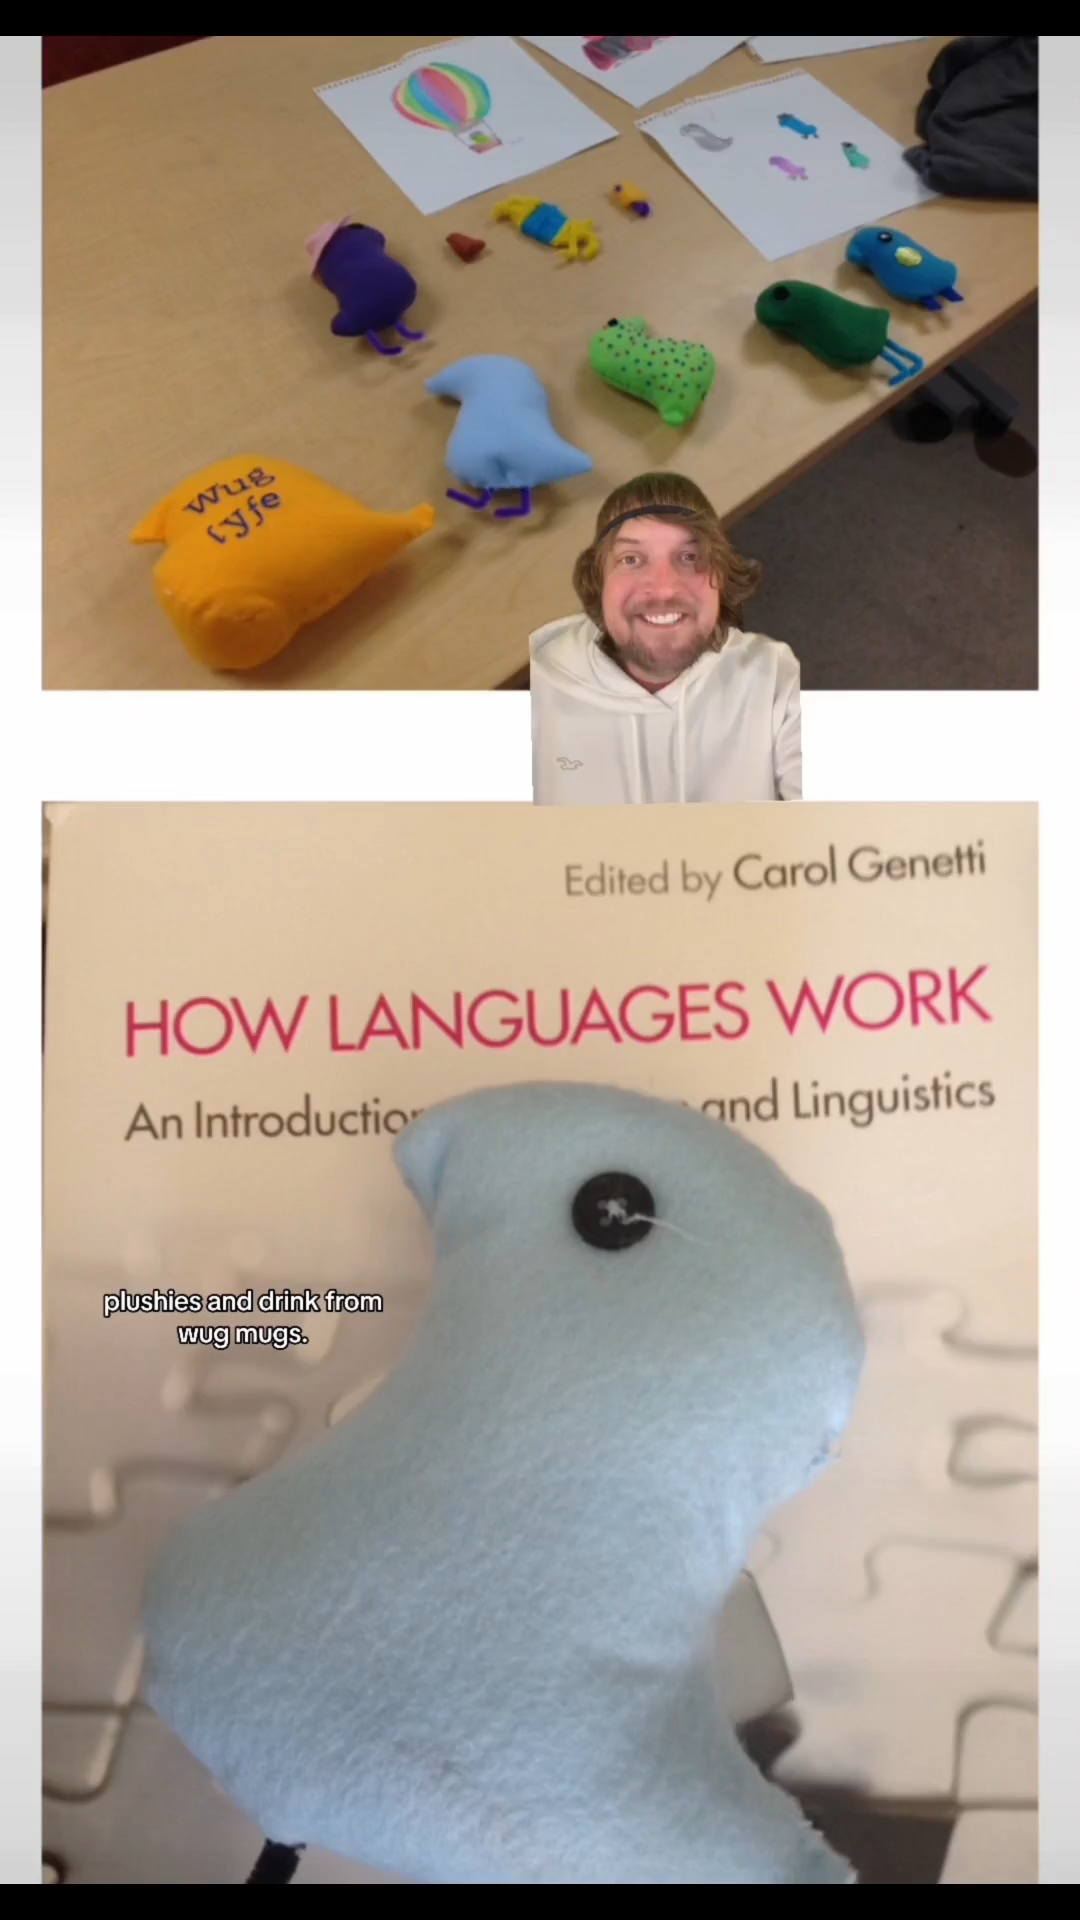 wug
lyfe
Edited by Carol Genetti
HOW LANGUAGES WORK
An Introductio and Linguistics
plushies and drink from
wug mugs.